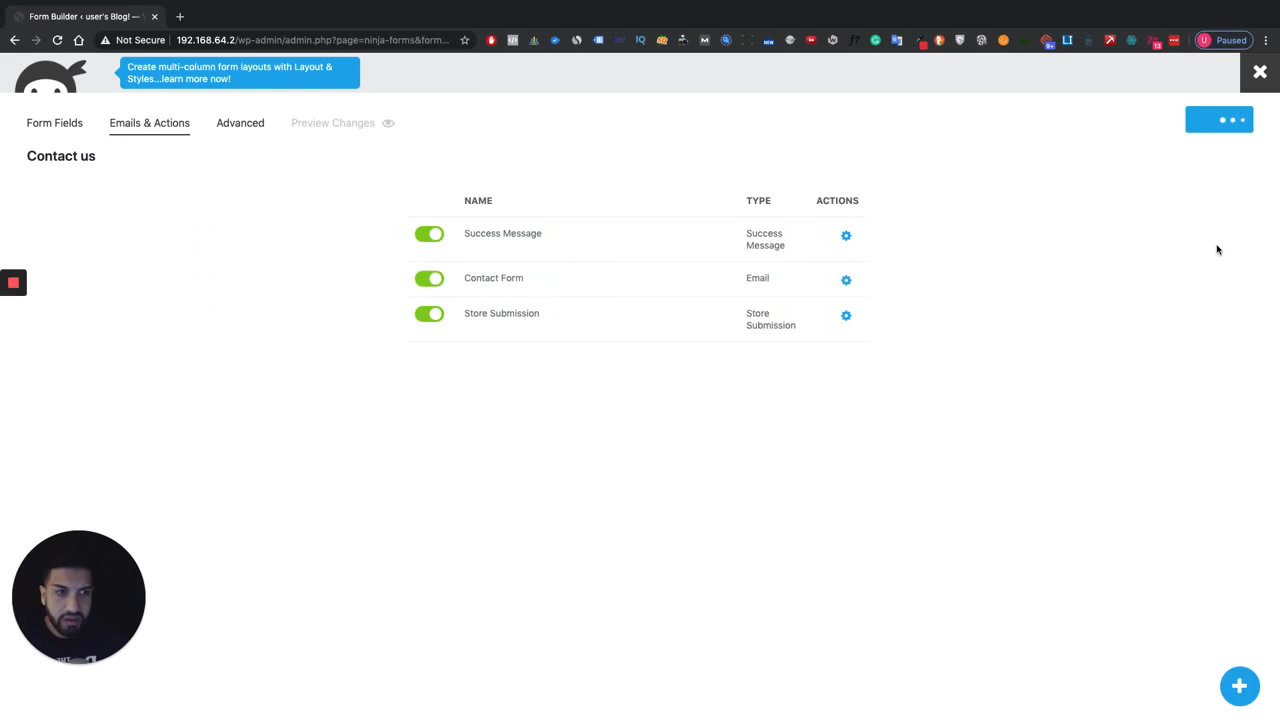 Form Builder ‹ user's Blog! —
Not Secure
192.168.64.2/wp-admin/admin.php?page=ninja-forms&form...
Paused
Create multi-column form layouts with Layout &
Styles...learn more now!
Form Fields
Emails & Actions
Advanced
Preview Changes
Contact us
NAME
TYPE
ACTIONS
Success Message
Success
Message
Contact Form
Email
Store Submission
Store
Submission